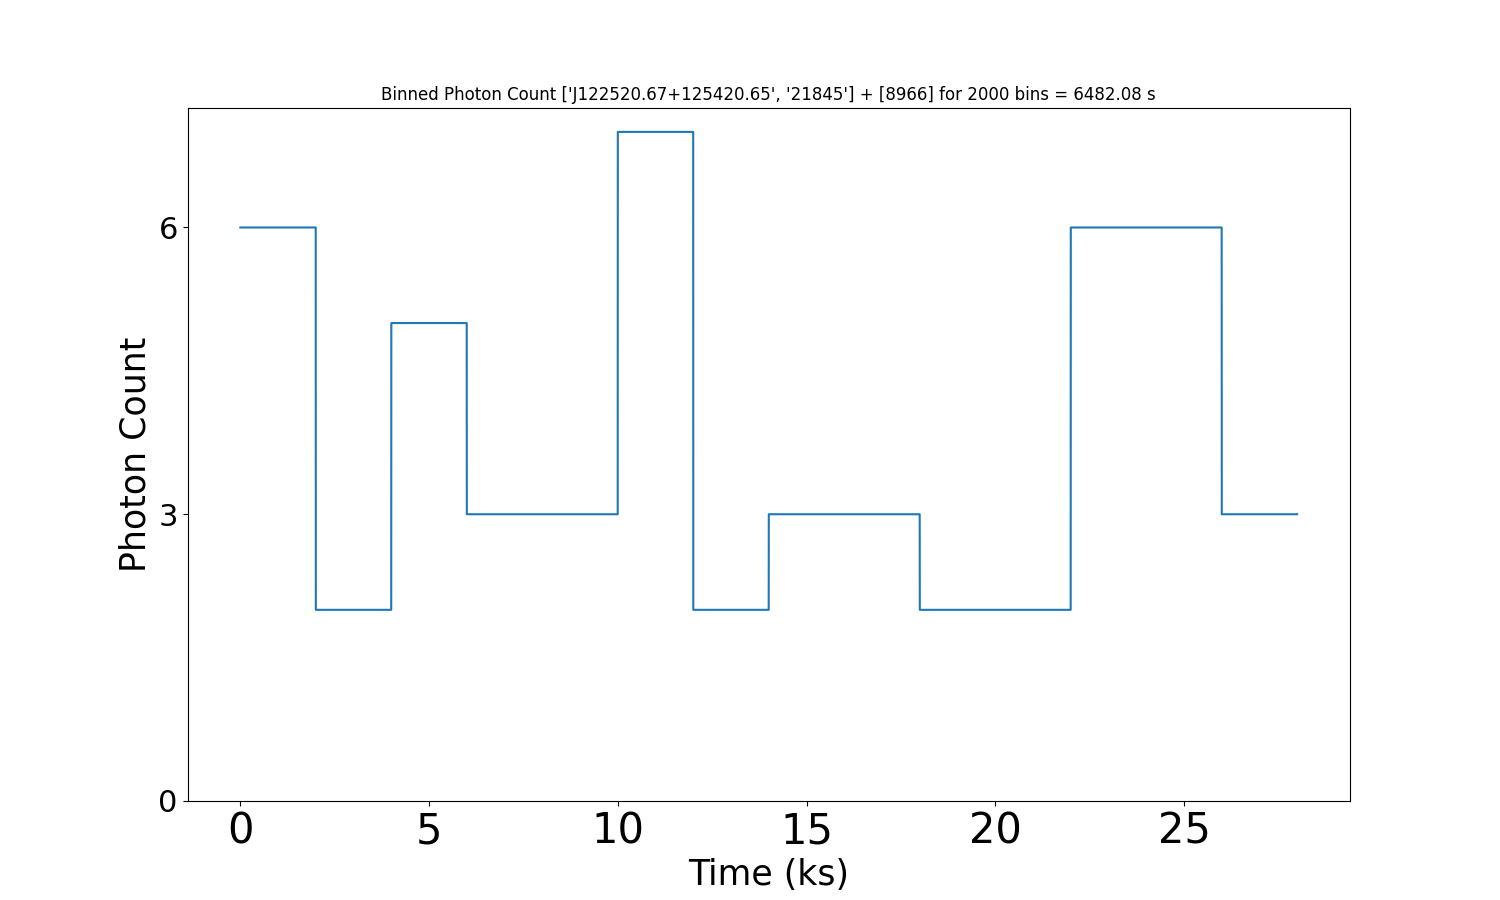 Binned Photon Count ['J122520.67+125420.65', '21845'] + [8966] for 2000 bins = 6482.08 s
6
3
0
Photon Count
0 5 10 15 20 25
Time (ks)